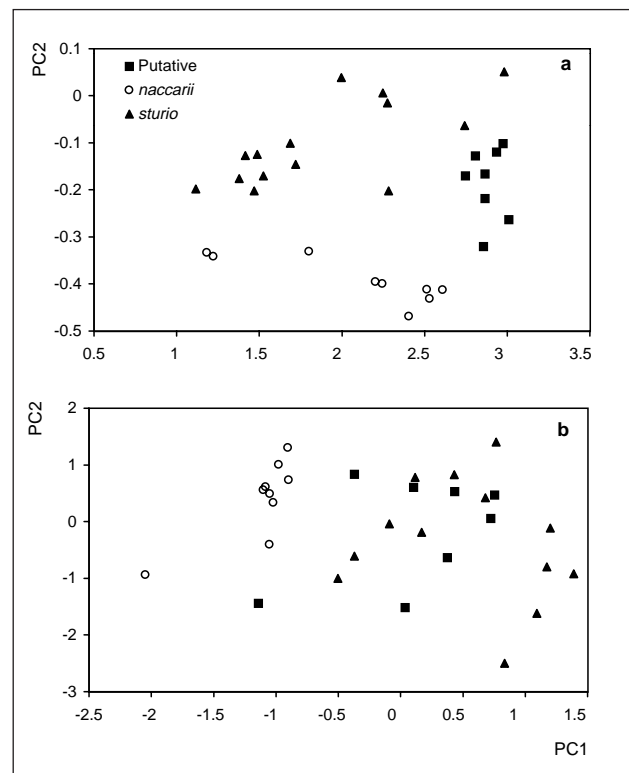 PC2
0.1
a
■ Putative
○ naccarii
▲ sturio
0
-0.1
-0.2
-0.3
-0.4
-0.5
0.5 1 1.5 2 2.5 3 3.5
PC2
2
b
1
0
-1
-2
-3
-2.5 -2 -1.5 -1 -0.5 0 0.5 1 1.5
PC1